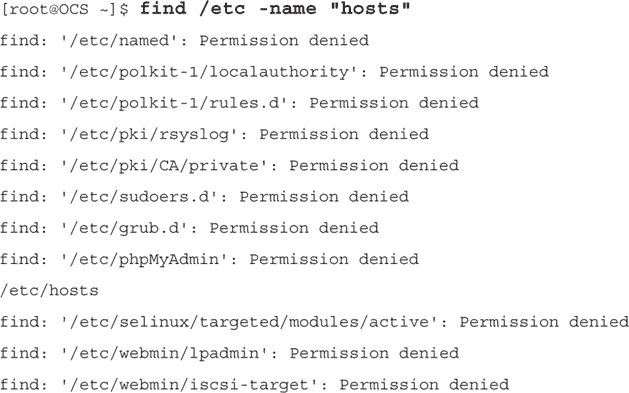 [root@OCS ~]$ find /etc -name "hosts"
find: '/etc/named': Permission denied
find: '/etc/polkit-1/localauthority': Permission denied
find: '/etc/polkit-1/rules.d': Permission denied
find: '/etc/pki/rsyslog': Permission denied
find: '/etc/pki/CA/private': Permission denied
find: '/etc/sudoers.d': Permission denied
find: '/etc/grub.d': Permission denied
find: '/etc/phpMyAdmin': Permission denied
/etc/hosts
find: '/etc/selinux/targeted/modules/active': Permission denied
find: '/etc/webmin/lpadmin': Permission denied
find: '/etc/webmin/iscsi-target': Permission denied